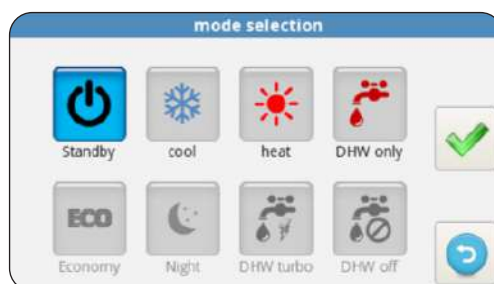 mode selection
Standby cool heat DHW only
ECO
Economy Night DHW turbo DHW off